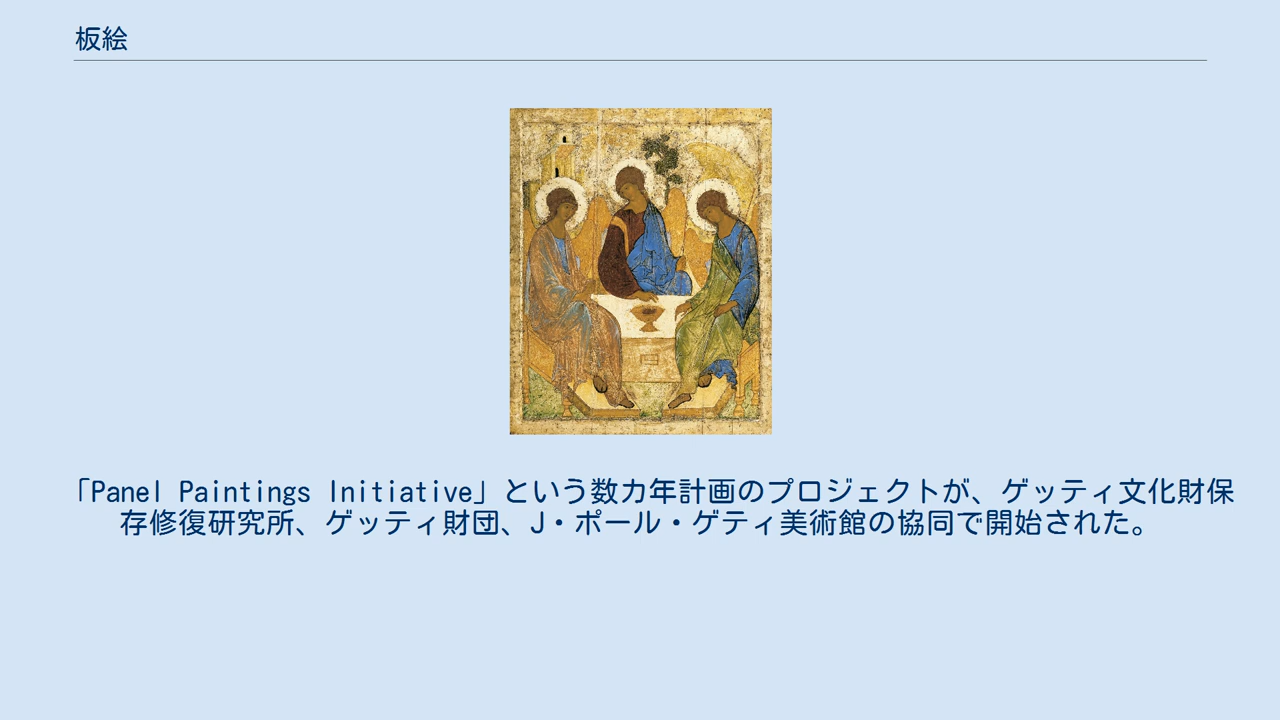 板絵
「Panel Paintings Initiative」という数カ年計画のプロジェクトが、ゲッティ文化財保
存修復研究所、ゲッティ財団、J・ポール・ゲティ美術館の協同で開始された。